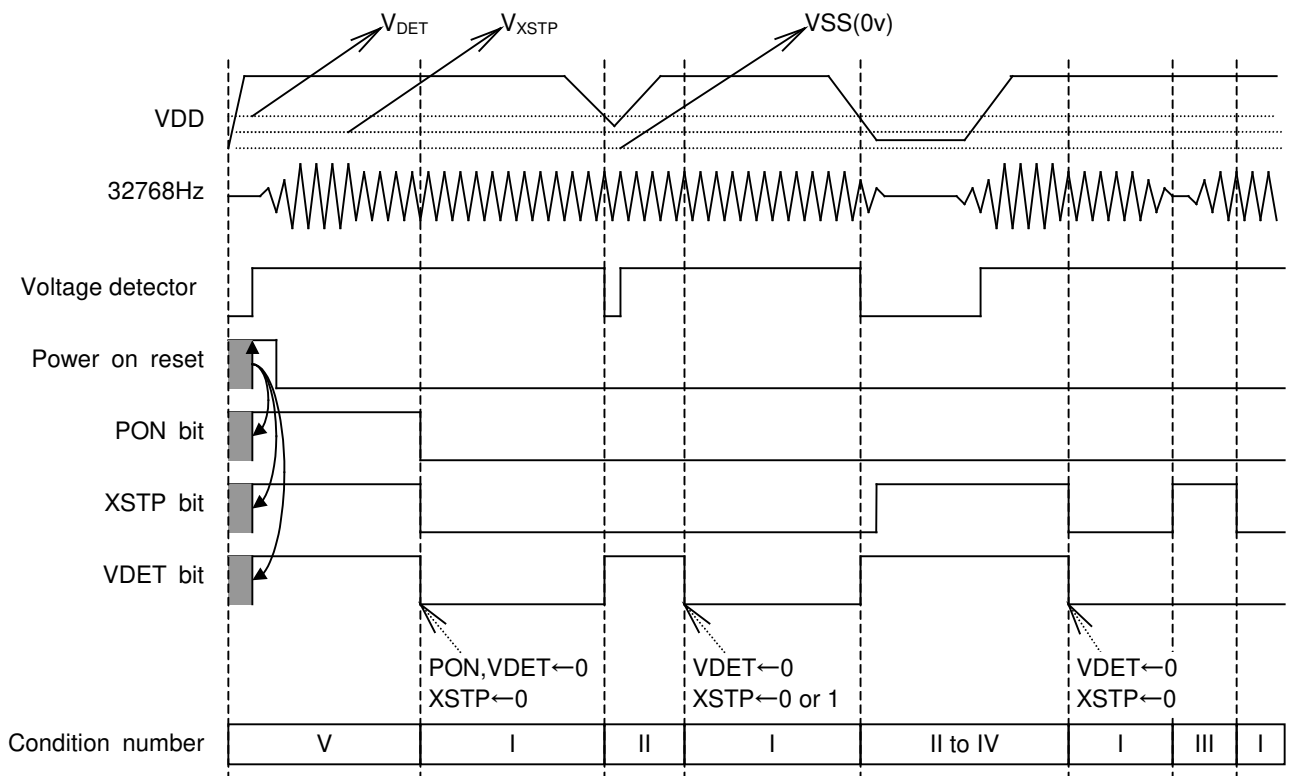 VDET VXSTP VSS(0v)
VDD
32768Hz
Voltage detector
Power on reset
PON bit
XSTP bit
VDET bit
PON,VDET←0
XSTP←0
VDET←0
XSTP←0 or 1
VDET←0
XSTP←0
Condition number V I II I II to IV I III I